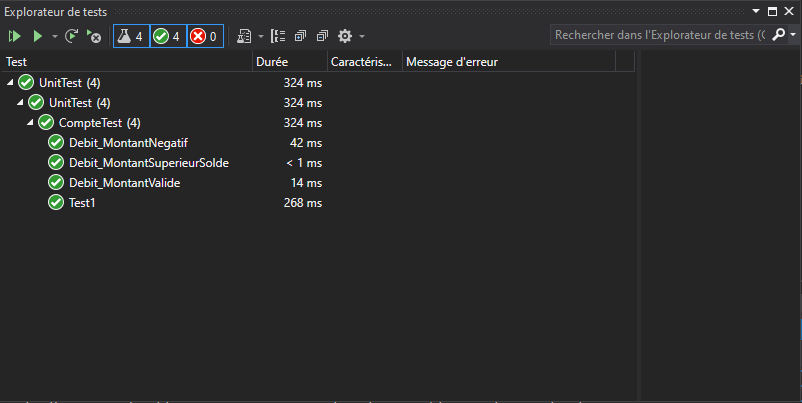 Explorateur de tests
4 4 0
Rechercher dans l'Explorateur de tests (C
Test Durée Caractéris... Message d'erreur
UnitTest (4) 324 ms
UnitTest (4) 324 ms
CompteTest (4) 324 ms
Debit_MontantNegatif 42 ms
Debit_MontantSuperieurSolde < 1 ms
Debit_MontantValide 14 ms
Test1 268 ms